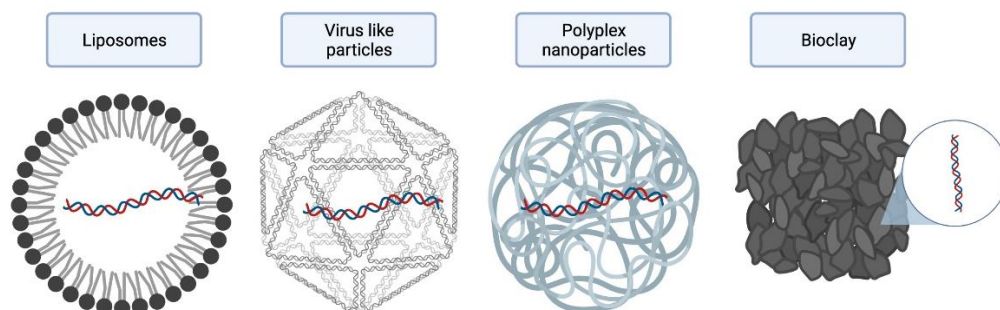 Liposomes
Virus like
particles
Polyplex
nanoparticles
Bioclay